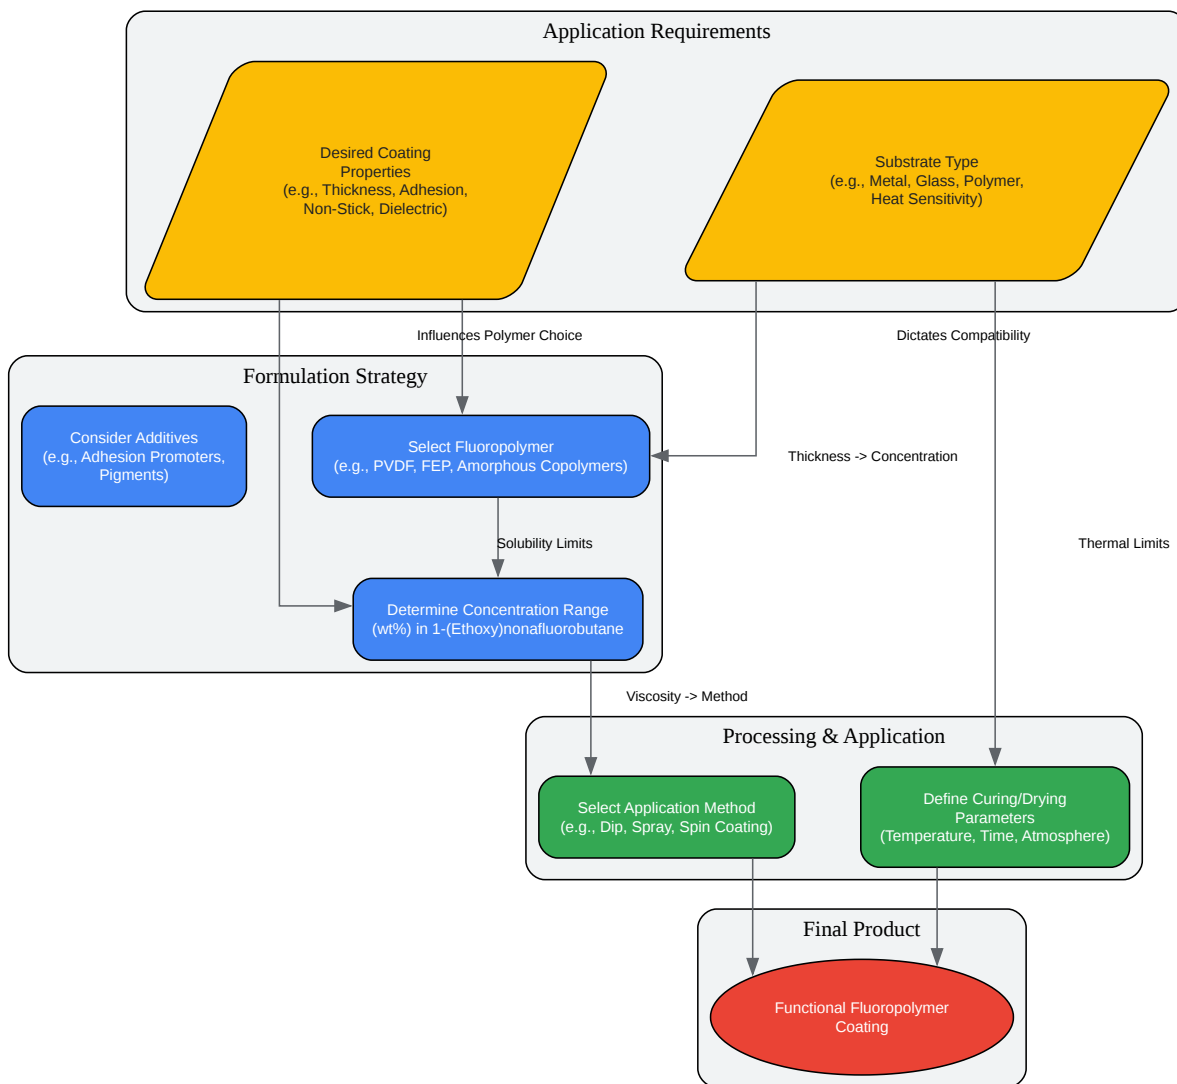 Application Requirements
Desired Coating
Properties
(e.g., Thickness, Adhesion,
Non-Stick, Dielectric)
Substrate Type
(e.g., Metal, Glass, Polymer,
Heat Sensitivity)
Influences Polymer Choice
Dictates Compatibility
Formulation Strategy
Consider Additives
(e.g., Adhesion Promoters,
Pigments)
Select Fluoropolymer
(e.g., PVDF, FEP, Amorphous Copolymers)
Thickness -> Concentration
Solubility Limits
Thermal Limits
Determine Concentration Range
(wt%) in 1-(Ethoxy)nonafluorobutane
Viscosity -> Method
Processing & Application
Select Application Method
(e.g., Dip, Spray, Spin Coating)
Define Curing/Drying
Parameters
(Temperature, Time, Atmosphere)
Final Product
Functional Fluoropolymer
Coating